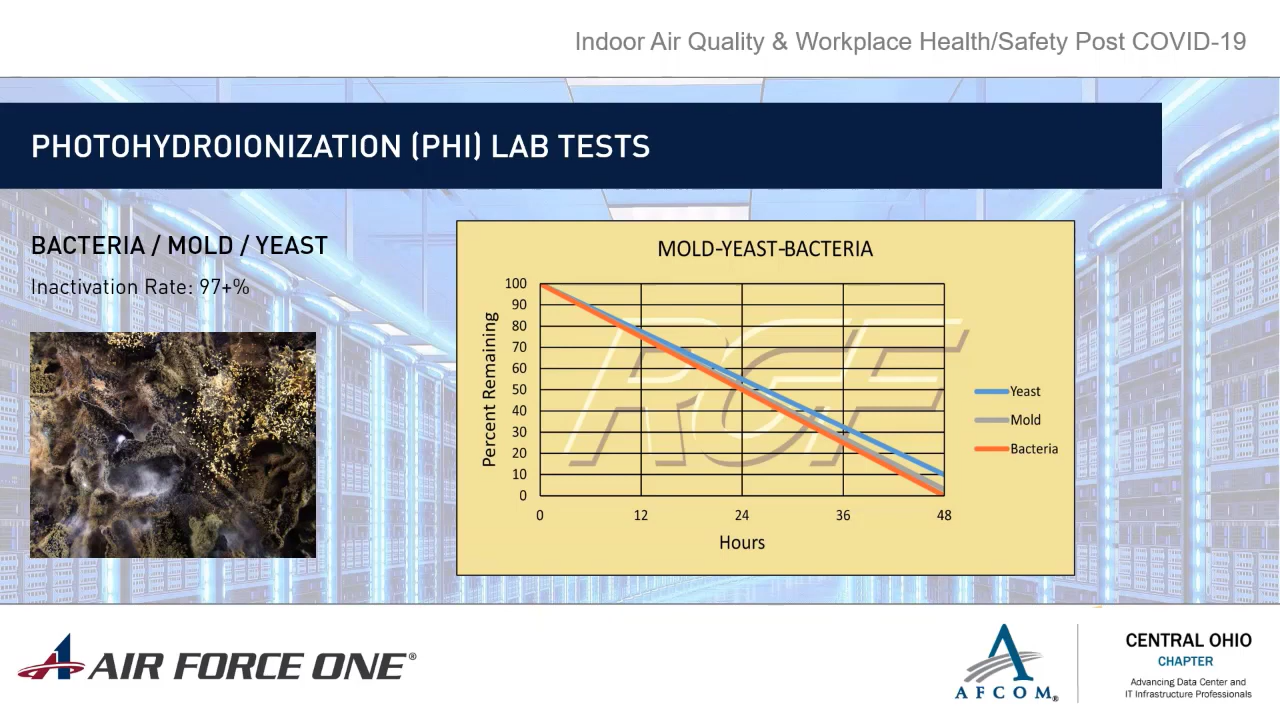 Indoor Air Quality & Workplace Health/Safety Post COVID-19
PHOTOHYDROIONIZATION (PHI) LAB TESTS
BACTERIA / MOLD / YEAST
Inactivation Rate: 97+%
MOLD-YEAST-BACTERIA
Percent Remaining
100
90
80
70
60
50
40
30
20
10
0
RGF
0 12 24 36 48
Hours
Yeast
Mold
Bacteria
AIR FORCE ONE®
AFCOM®
CENTRAL OHIO
CHAPTER
Advancing Data Center and
IT Infrastructure Professionals